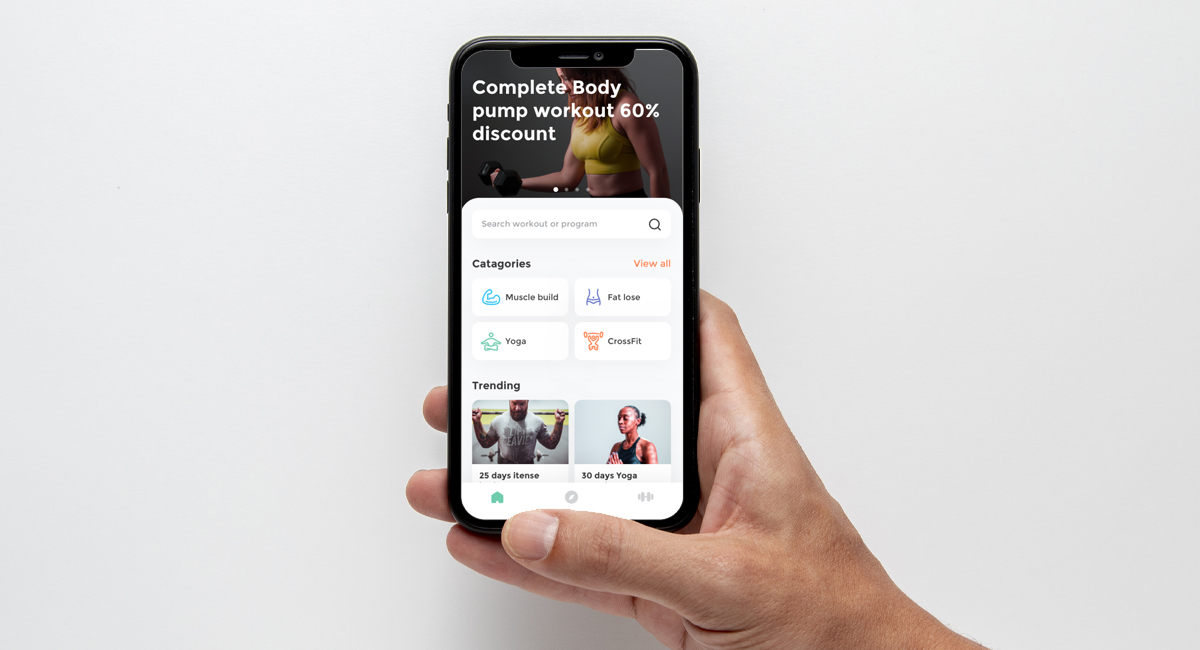 Complete Body
pump workout 60%
discount
Search workout or program
Catagories
View all
Muscle build
Fat lose
Yoga
CrossFit
Trending
25 days itense
30 days Yoga